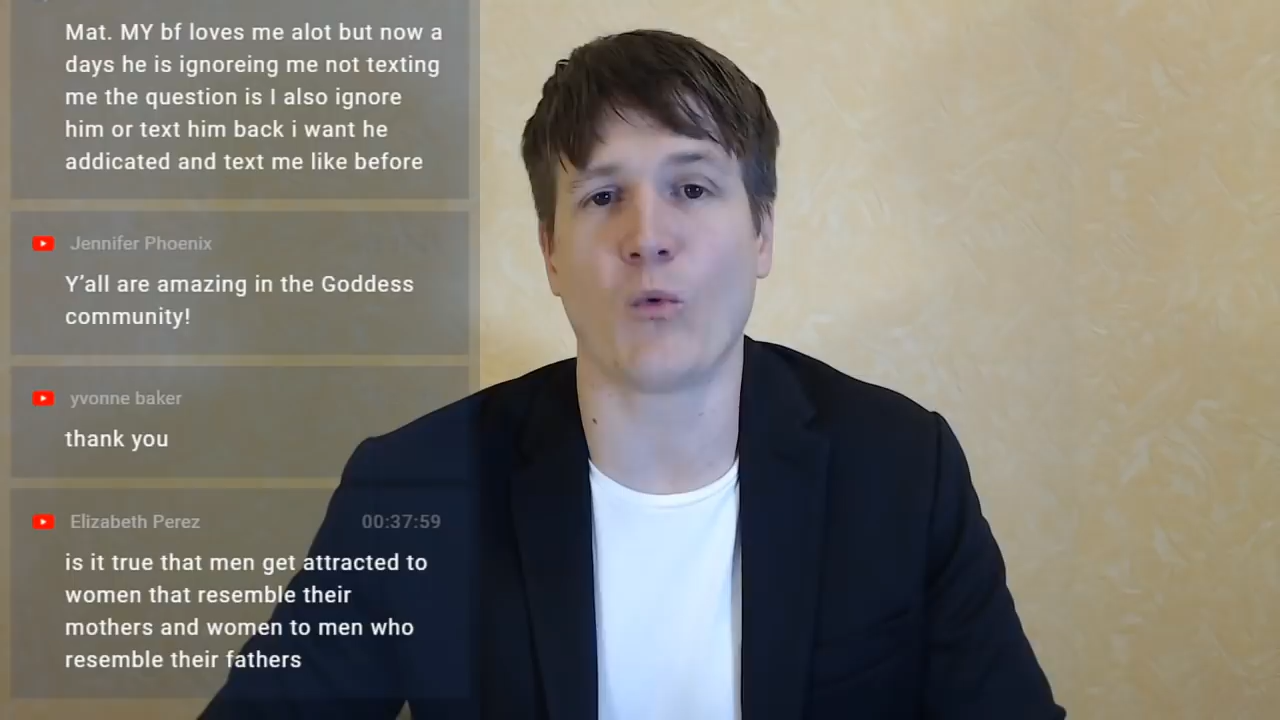 Mat. MY bf loves me alot but now a
days he is ignoreing me not texting
me the question is I also ignore
him or text him back i want he
addicated and text me like before
Jennifer Phoenix
Y'all are amazing in the Goddess
community!
yvonne baker
thank you
Elizabeth Perez 00:37:59
is it true that men get attracted to
women that resemble their
mothers and women to men who
resemble their fathers